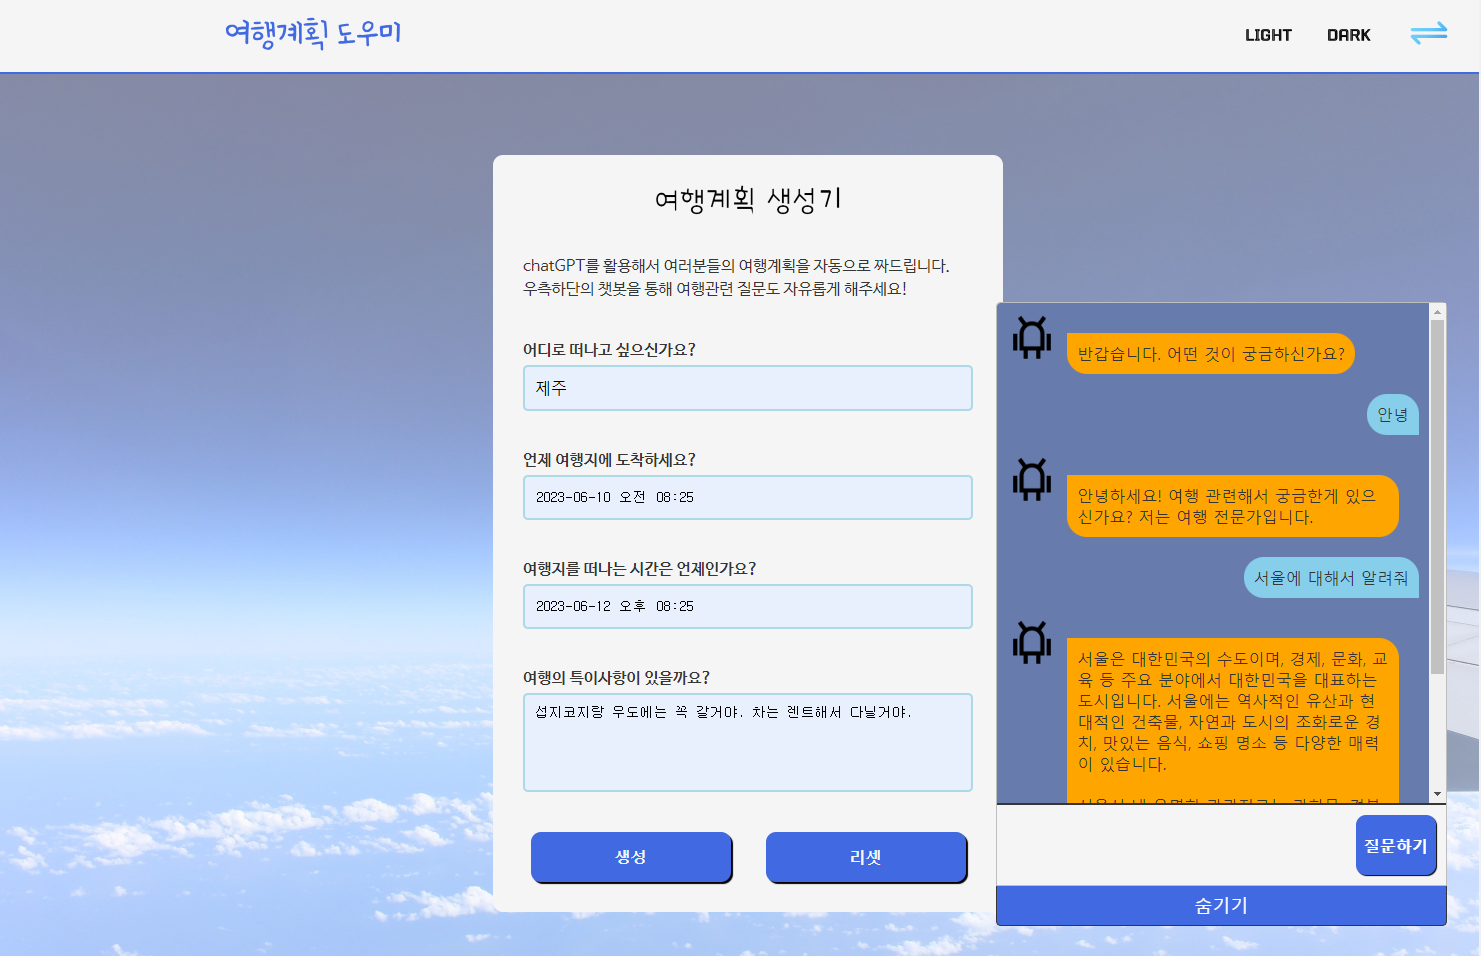 여행계획 도우미
LIGHT
DARK
여행계획 생성기
chatGPT를 활용해서 여러분들의 여행계획을 자동으로 짜드립니다.
우측하단의 챗봇을 통해 여행관련 질문도 자유롭게 해주세요!
어디로 떠나고 싶으신가요?
제주
언제 여행지에 도착하세요?
2023-06-10 오전 08:25
여행지를 떠나는 시간은 언제인가요?
2023-06-12 오후 08:25
여행의 특이사항이 있을까요?
섭지코지랑 우도에는 꼭 갈거야. 차는 렌트해서 다닐거야.
생성
리셋
반갑습니다. 어떤 것이 궁금하신가요?
안녕
안녕하세요! 여행 관련해서 궁금한게 있으
신가요? 저는 여행 전문가입니다.
서울에 대해서 알려줘
서울은 대한민국의 수도이며, 경제, 문화, 교
육 등 주요 분야에서 대한민국을 대표하는
도시입니다. 서울에는 역사적인 유산과 현
대적인 건축물, 자연과 도시의 조화로운 경
치, 맛있는 음식, 쇼핑 명소 등 다양한 매력
이 있습니다.
질문하기
숨기기